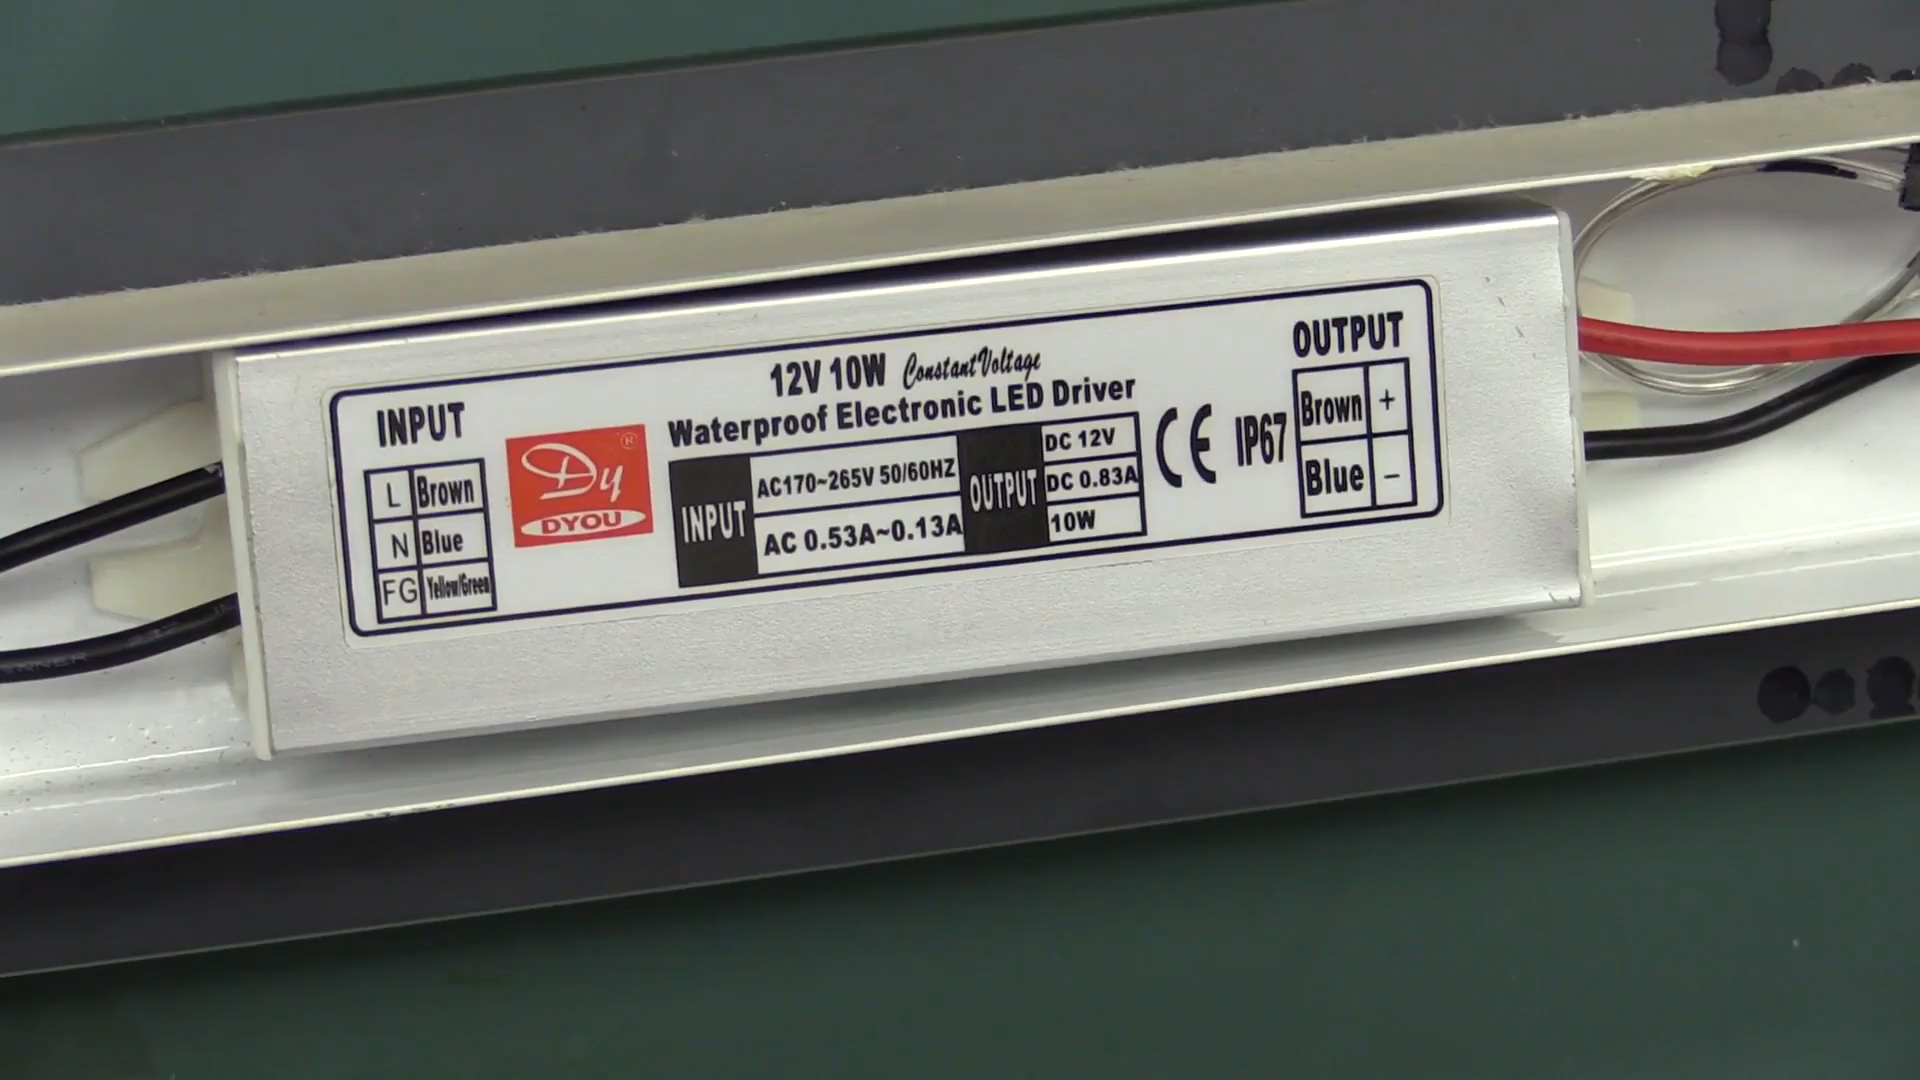 12V 10W Constant Voltage
Waterproof Electronic LED Driver
INPUT
L Brown
N Blue
FG Yellow/Green
Dy ®
DYOU
INPUT
AC170~265V 50/60HZ
AC 0.53A~0.13A
OUTPUT
DC 12V
DC 0.83A
10W
CE IP67
OUTPUT
Brown +
Blue −